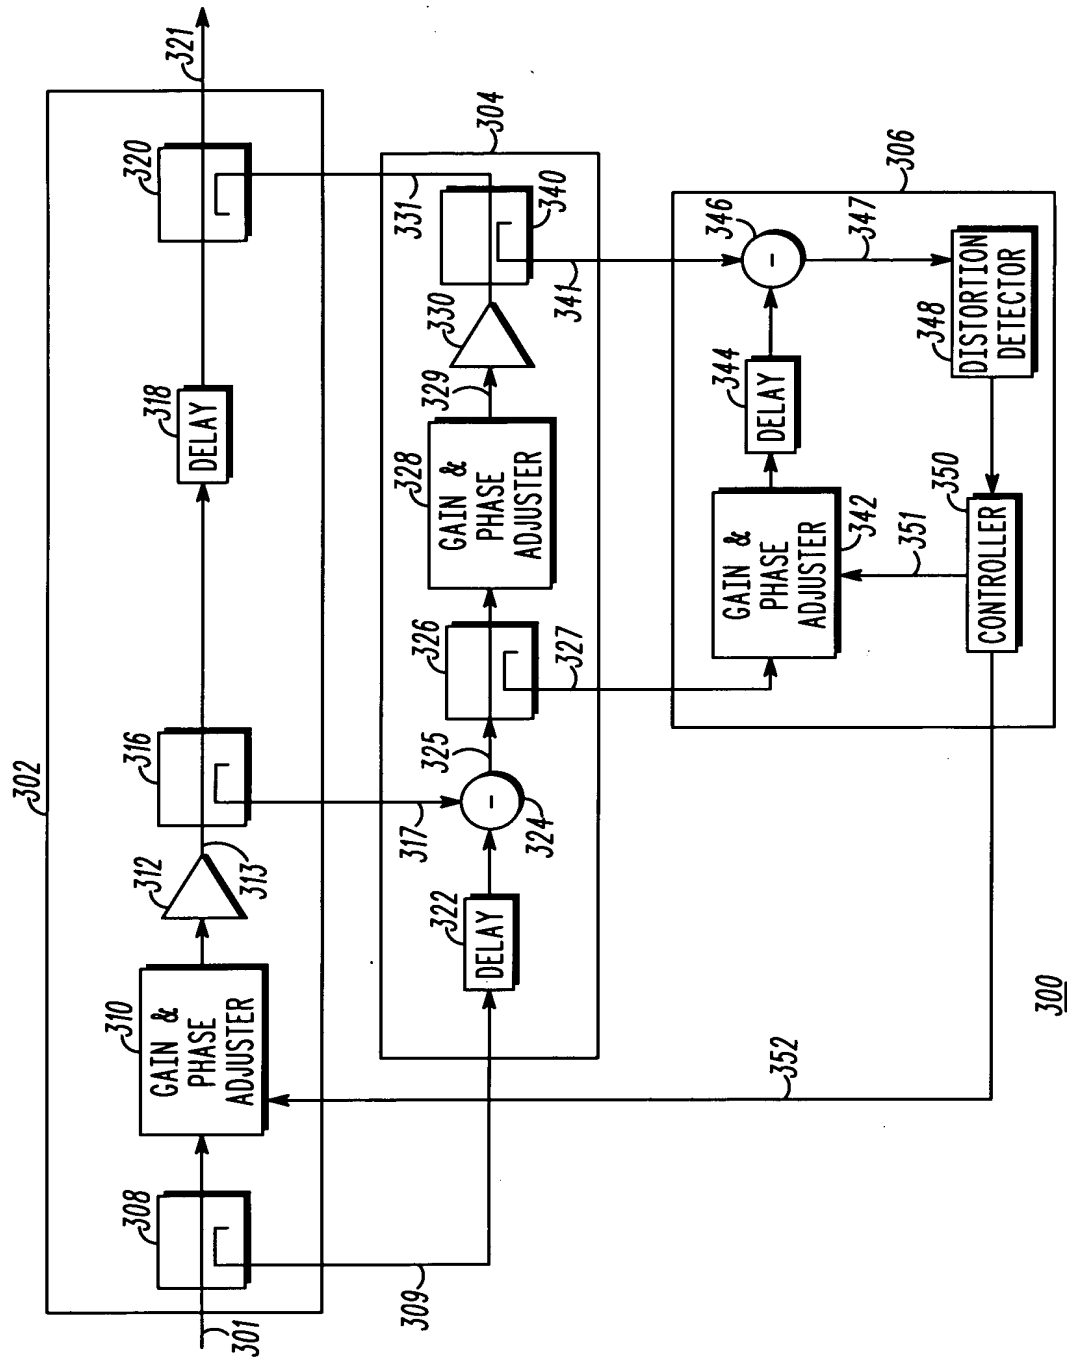 302
301
308
309
310
GAIN &
PHASE
ADJUSTER
312
313
316
317
318
DELAY
320
321
304
322
DELAY
324
325
326
327
328
GAIN &
PHASE
ADJUSTER
329
330
331
340
341
306
342
GAIN &
PHASE
ADJUSTER
344
DELAY
346
-
-
347
348
DISTORTION
DETECTOR
350
CONTROLLER
351
352
300